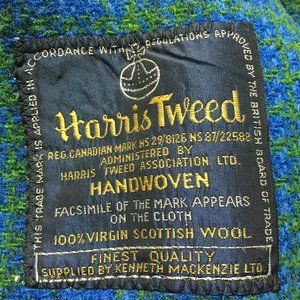 THIS TRADE MARK IS APPLIED IN ACCORDANCE WITH REGULATIONS APPROVED BY THE BRITISH BOARD OF TRADE
Harris Tweed
REG. CANADIAN MARK NS 29/8126 NS 87/22582
ADMINISTERED BY
HARRIS TWEED ASSOCIATION LTD.
HANDWOVEN
FACSIMILE OF THE MARK APPEARS
ON THE CLOTH
100% VIRGIN SCOTTISH WOOL
FINEST QUALITY
SUPPLIED BY KENNETH MACKENZIE LTD